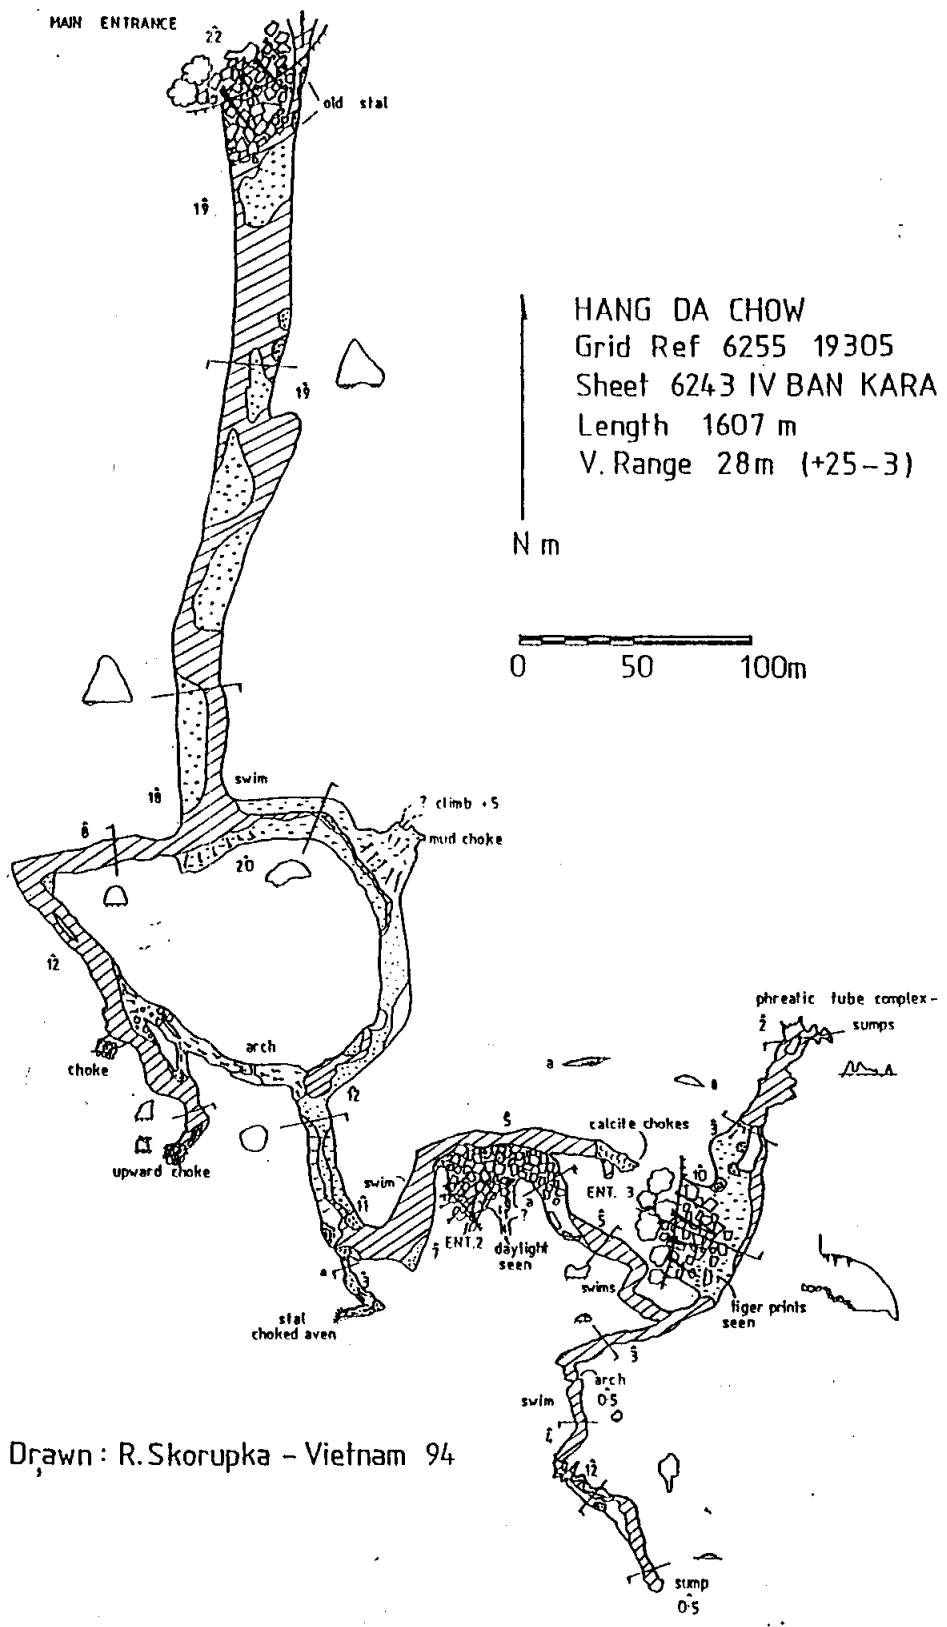 MAIN ENTRANCE
22
old stal
19
19
HANG DA CHOW
Grid Ref 6255 19305
Sheet 6243 IV BAN KARA
Length 1607 m
V. Range 28m (+25-3)
N m
0 50 100m
swim
18
? climb +5
8
mud choke
20
12
phreatic tube complex-
2
sumps
arch
choke
a
a
12
3
5
calcite chokes
10
upward choke
swim
ENT. 3
11
5
a
?
ENT.2
7
daylight
seen
3
swims
tiger prints
seen
stal
choked aven
3
arch
0.5
swim
4
12
Drawn : R. Skorupka - Vietnam 94
sump
0.5